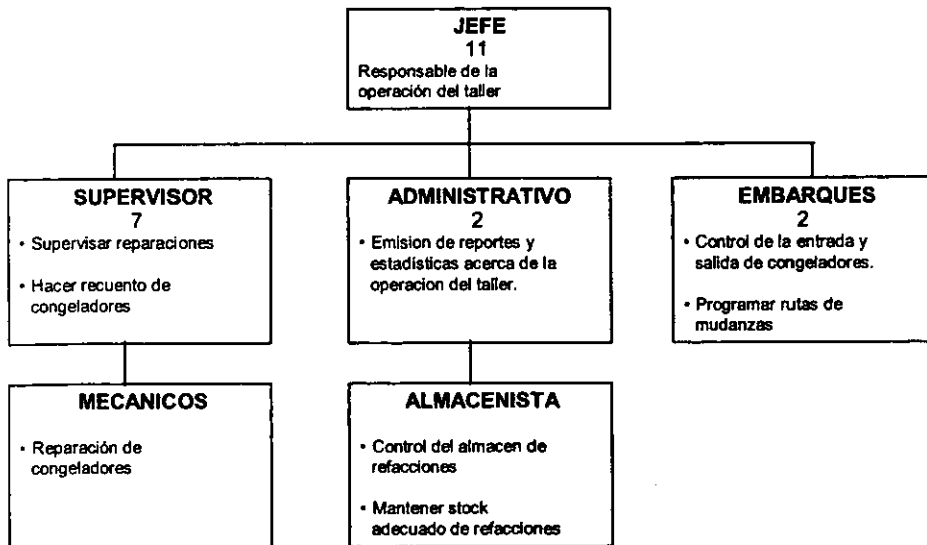 JEFE
11
Responsable de la
operación del taller
SUPERVISOR
7
• Supervisar reparaciones
• Hacer recuento de
congeladores
ADMINISTRATIVO
2
• Emision de reportes y
estadísticas acerca de la
operacion del taller.
EMBARQUES
2
• Control de la entrada y
salida de congeladores.
• Programar rutas de
mudanzas
MECANICOS
• Reparación de
congeladores
ALMACENISTA
• Control del almacen de
refacciones
• Mantener stock
adecuado de refacciones